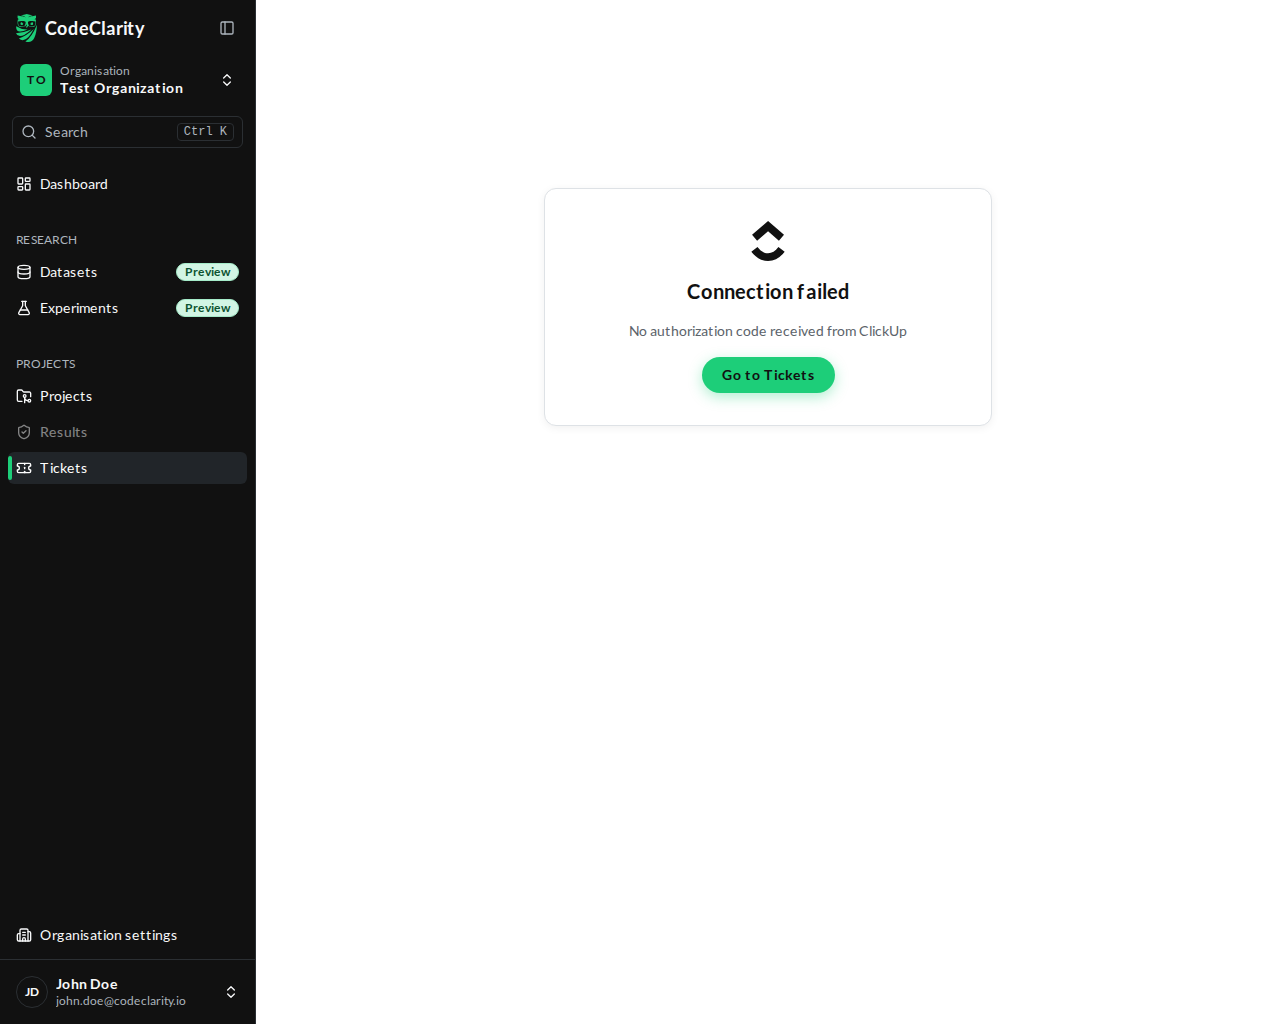 CodeClarity
TO
Organisation
Test Organization
Search
Ctrl K
Dashboard
RESEARCH
Datasets
Preview
Experiments
Preview
PROJECTS
Projects
Results
Tickets
Organisation settings
JD
John Doe
john.doe@codeclarity.io
Connection failed
No authorization code received from ClickUp
Go to Tickets